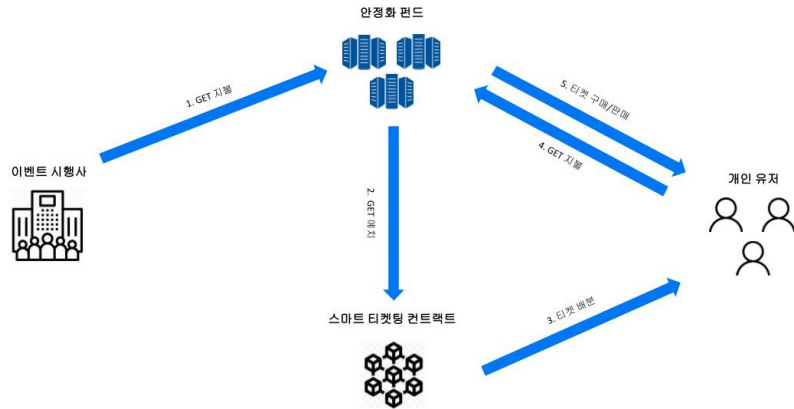 안정화 펀드
1. GET 지불
5. 티켓 구매/판매
4. GET 지불
이벤트 시행사
개인 유저
2. GET 예치
스마트 티켓팅 컨트랙트
3. 티켓 배분